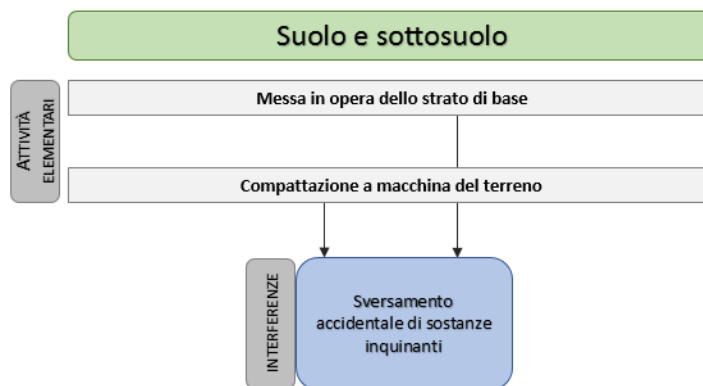 Suolo e sottosuolo
ATTIVITÀ
ELEMENTARI
Messa in opera dello strato di base
Compattazione a macchina del terreno
INTERFERENZE
Sversamento
accidentale di sostanze
inquinanti